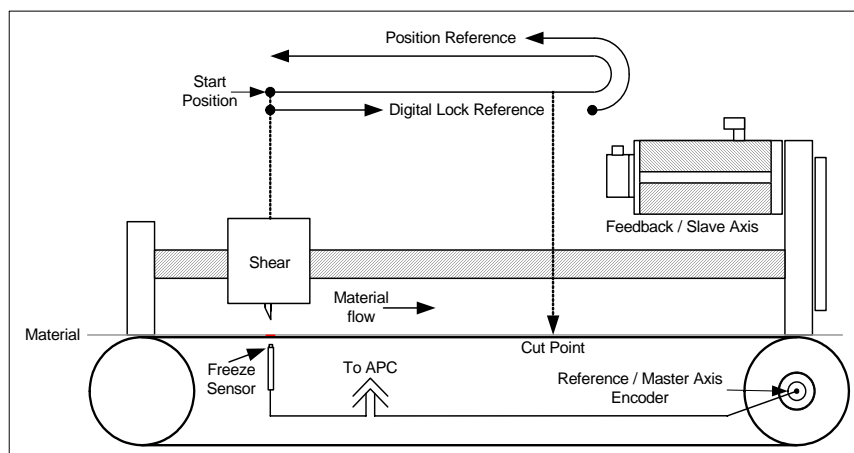 Position Reference
Start
Position
Digital Lock Reference
Feedback / Slave Axis
Shear
Material
flow
Material
Cut Point
Freeze
Sensor
To APC
Reference / Master Axis
Encoder